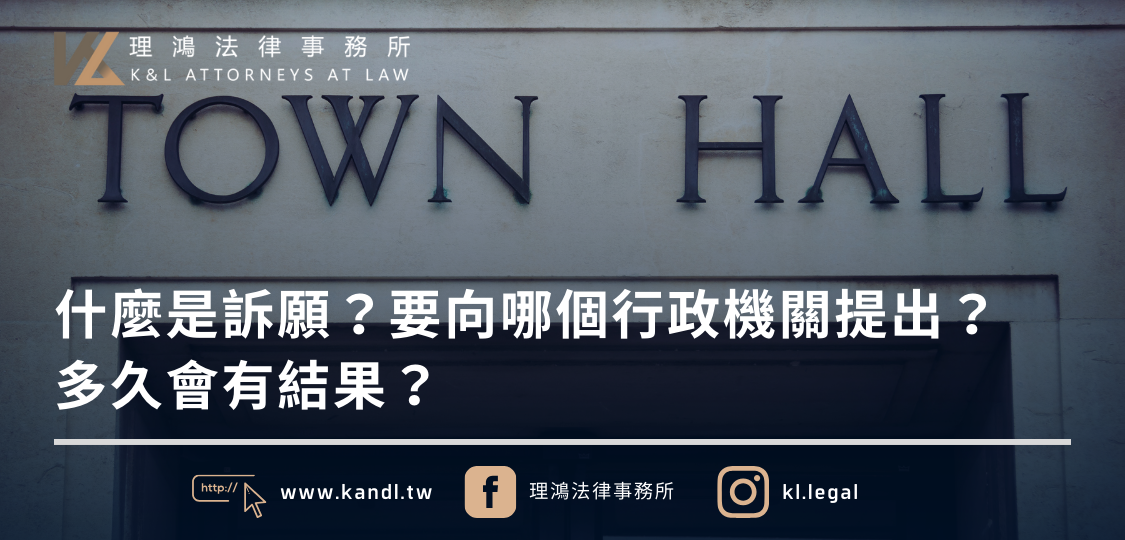 理鴻法律事務所
K&L ATTORNEYS AT LAW
TOWN HALL
什麼是訴願？要向哪個行政機關提出？
多久會有結果？
http://
www.kandl.tw
理鴻法律事務所
kl.legal